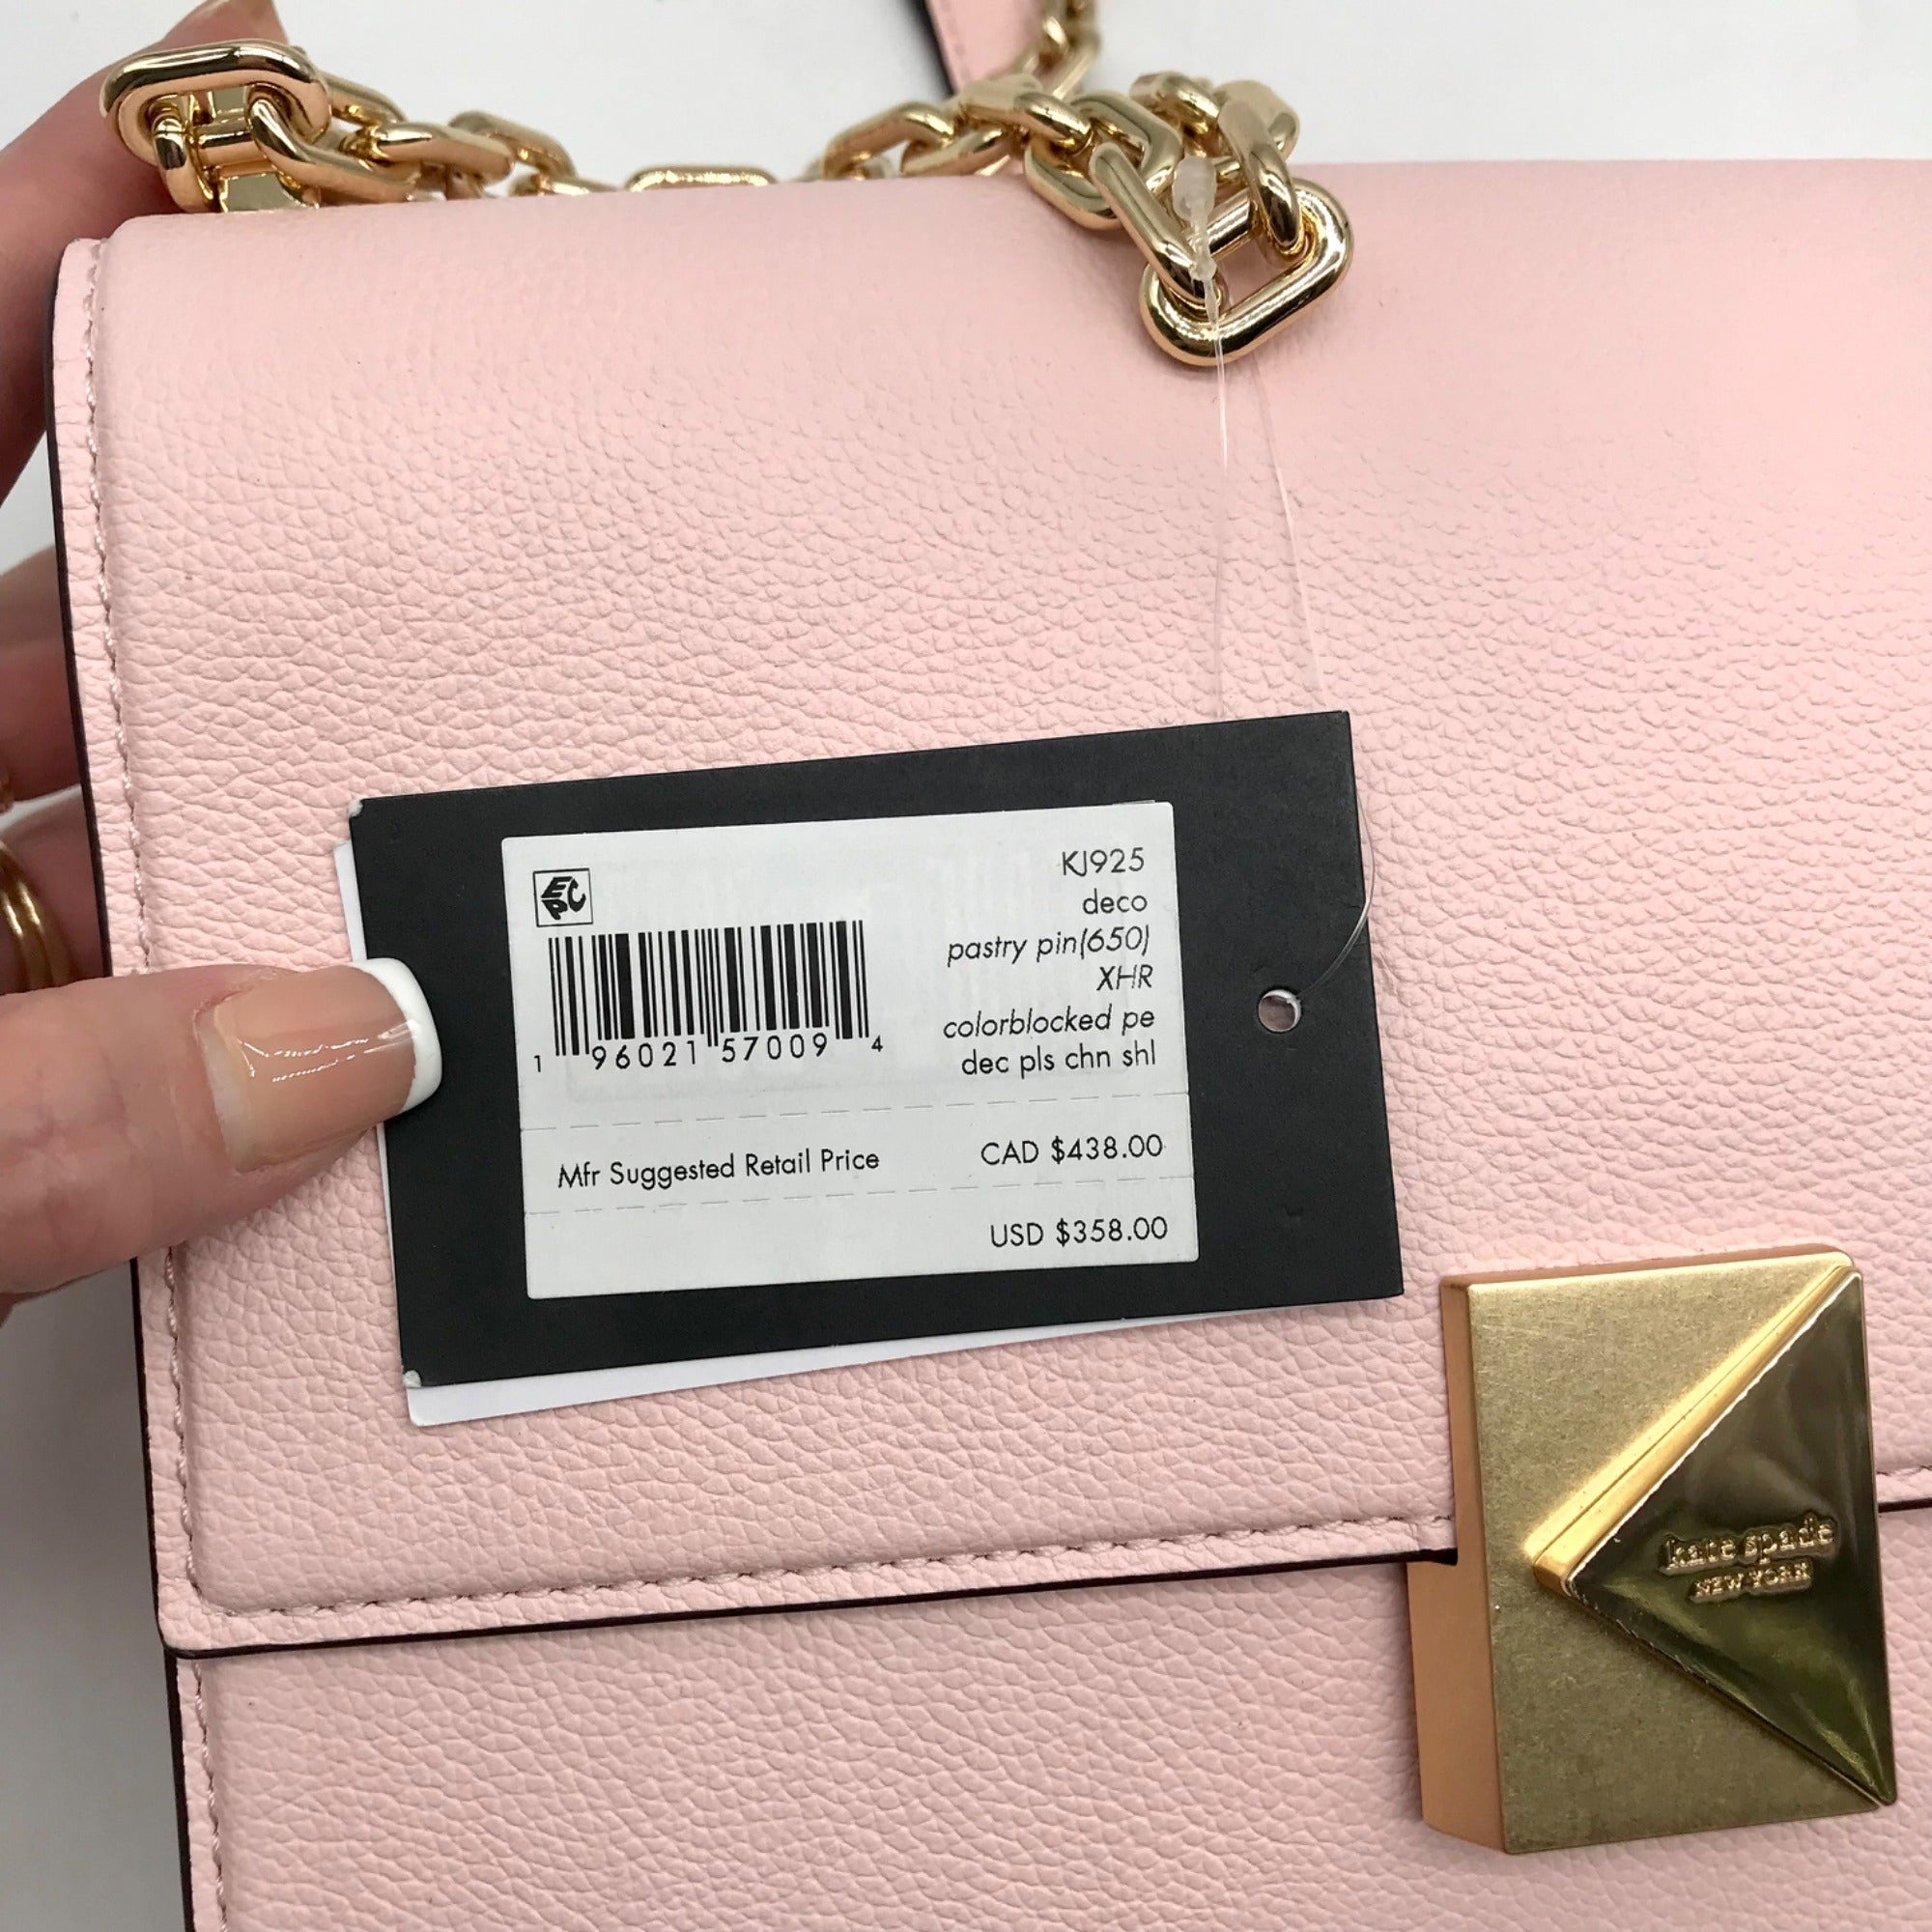 EPC
KJ925
deco
pastry pin(650)
XHR
colorblocked pe
dec pls chn shl
1 96021 57009 4
Mfr Suggested Retail Price
CAD $438.00
USD $358.00
kate spade
NEW YORK